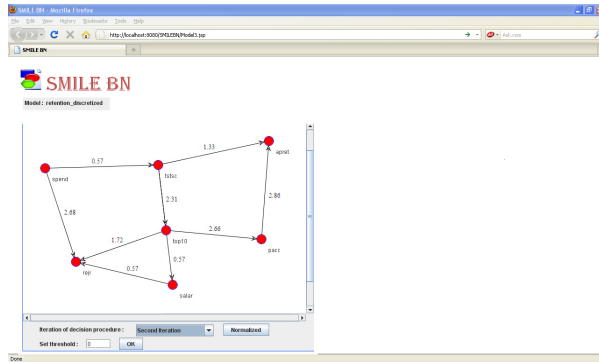 SMILE BN - Mozilla Firefox
File Edit View History Bookmarks Tools Help
http://localhost:8080/SMILEBN/Model3.jsp
Ask.com
SMILE BN
SMILE BN
Model : retention_discretized
1.33
apret
0.57
tstsc
spend
2.31
2.86
2.68
2.66
1.72
top10
pacc
0.57
rejr
0.57
salar
Iteration of decision procedure :
Second Iteration
Normalized
Set threshold :
0
OK
Done